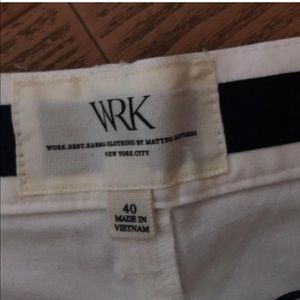 WRK
WORK.REST.KARMA CLOTHING BY MATTEO GOTTARDI
NEW YORK CITY
40
MADE IN
VIETNAM